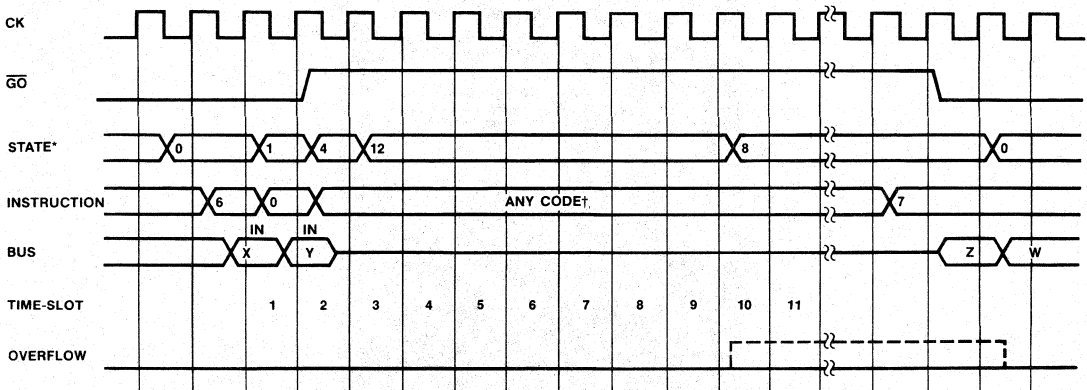 CK
GO
STATE* 0 1 4 12 8 0
INSTRUCTION 6 0 ANY CODE†. 7
IN IN
BUS X Y Z W
TIME-SLOT 1 2 3 4 5 6 7 8 9 10 11
OVERFLOW